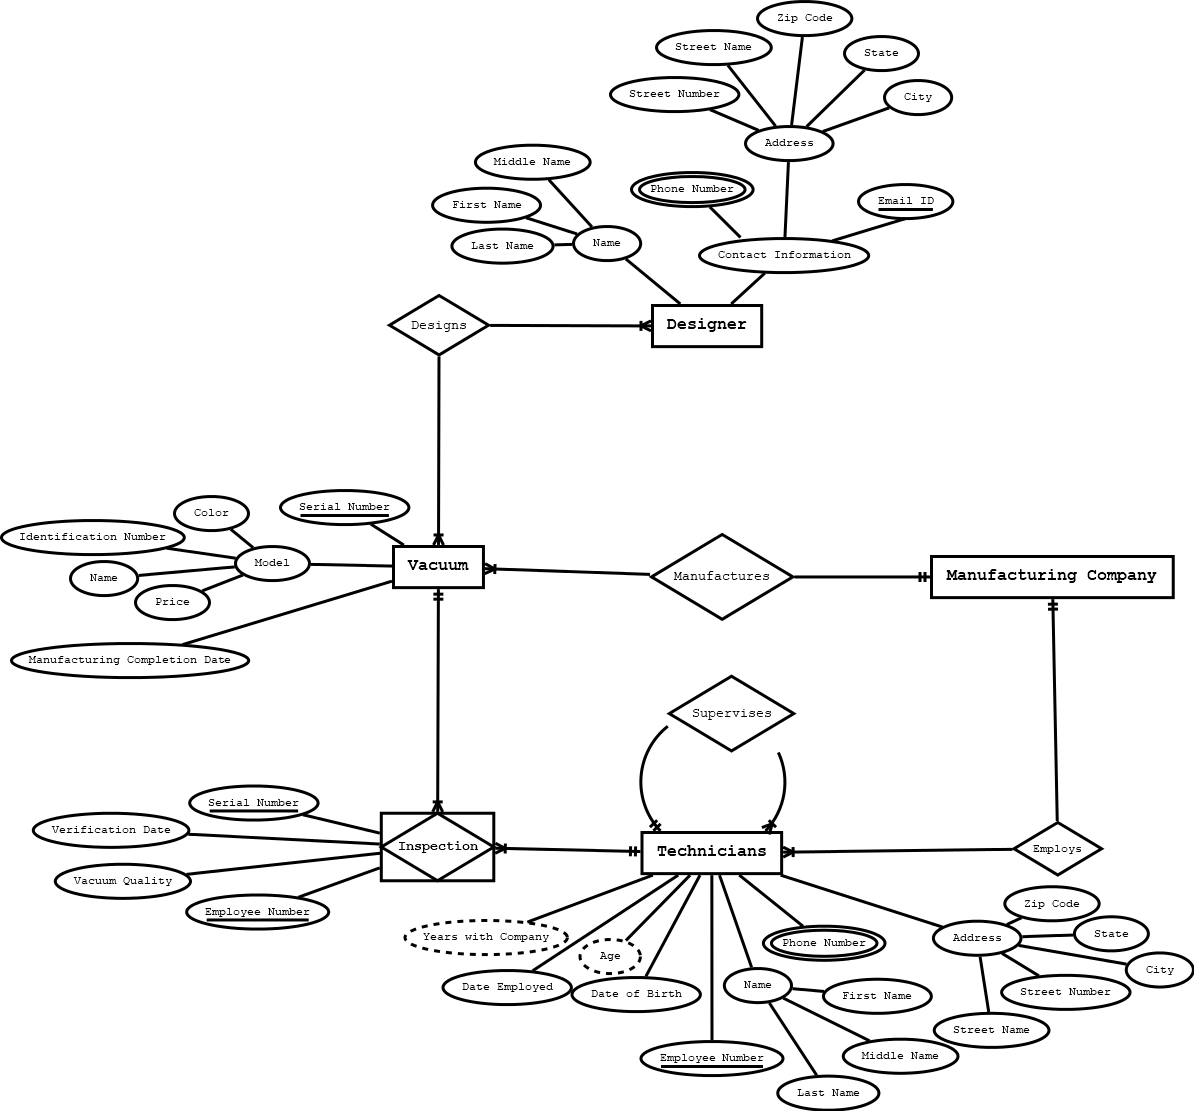 Zip Code
Street Name
State
Street Number
City
Address
Middle Name
Phone Number
Email ID
First Name
Last Name
Name
Contact Information
Designs
Designer
Serial Number
Color
Identification Number
Model
Vacuum
Name
Price
Manufactures
Manufacturing Company
Manufacturing Completion Date
Supervises
Serial Number
Verification Date
Inspection
Technicians
Employs
Vacuum Quality
Employee Number
Years with Company
Age
Phone Number
Zip Code
Address
State
City
Date Employed
Date of Birth
Name
First Name
Street Number
Street Name
Employee Number
Middle Name
Last Name